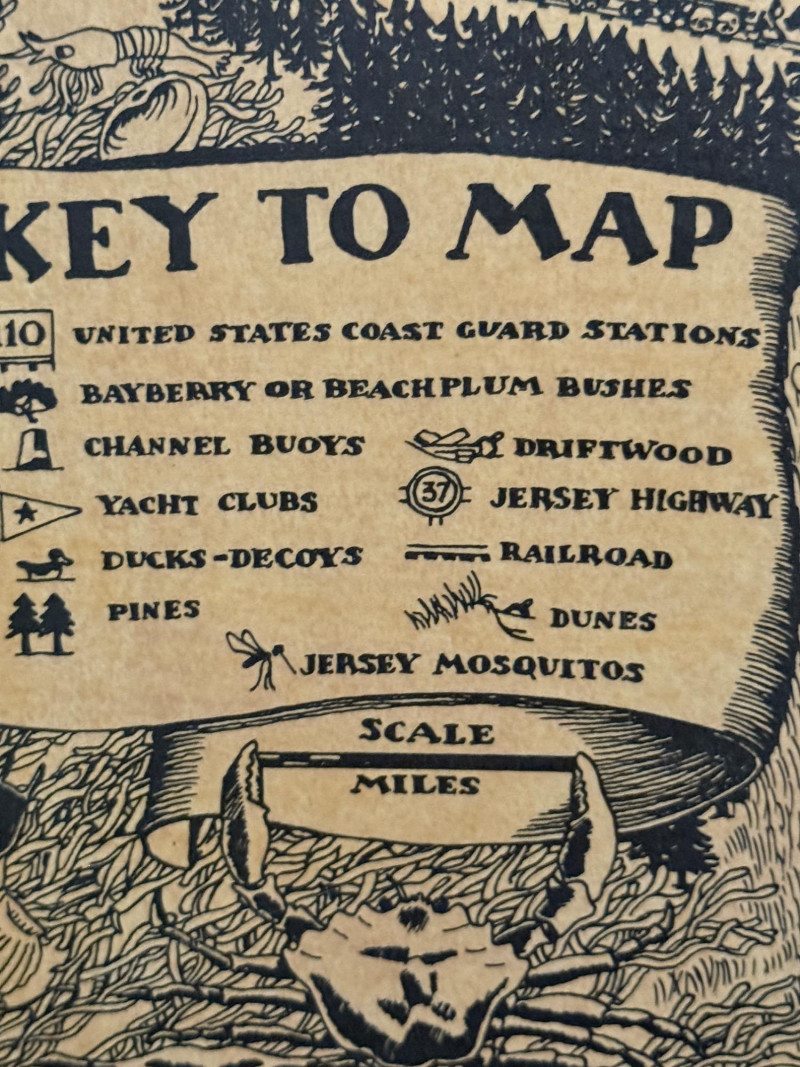 KEY TO MAP
10 UNITED STATES COAST GUARD STATIONS
BAYBERRY OR BEACHPLUM BUSHES
CHANNEL BUOYS
DRIFTWOOD
YACHT CLUBS
37 JERSEY HIGHWAY
DUCKS-DECOYS
RAILROAD
PINES
DUNES
JERSEY MOSQUITOS
SCALE
MILES